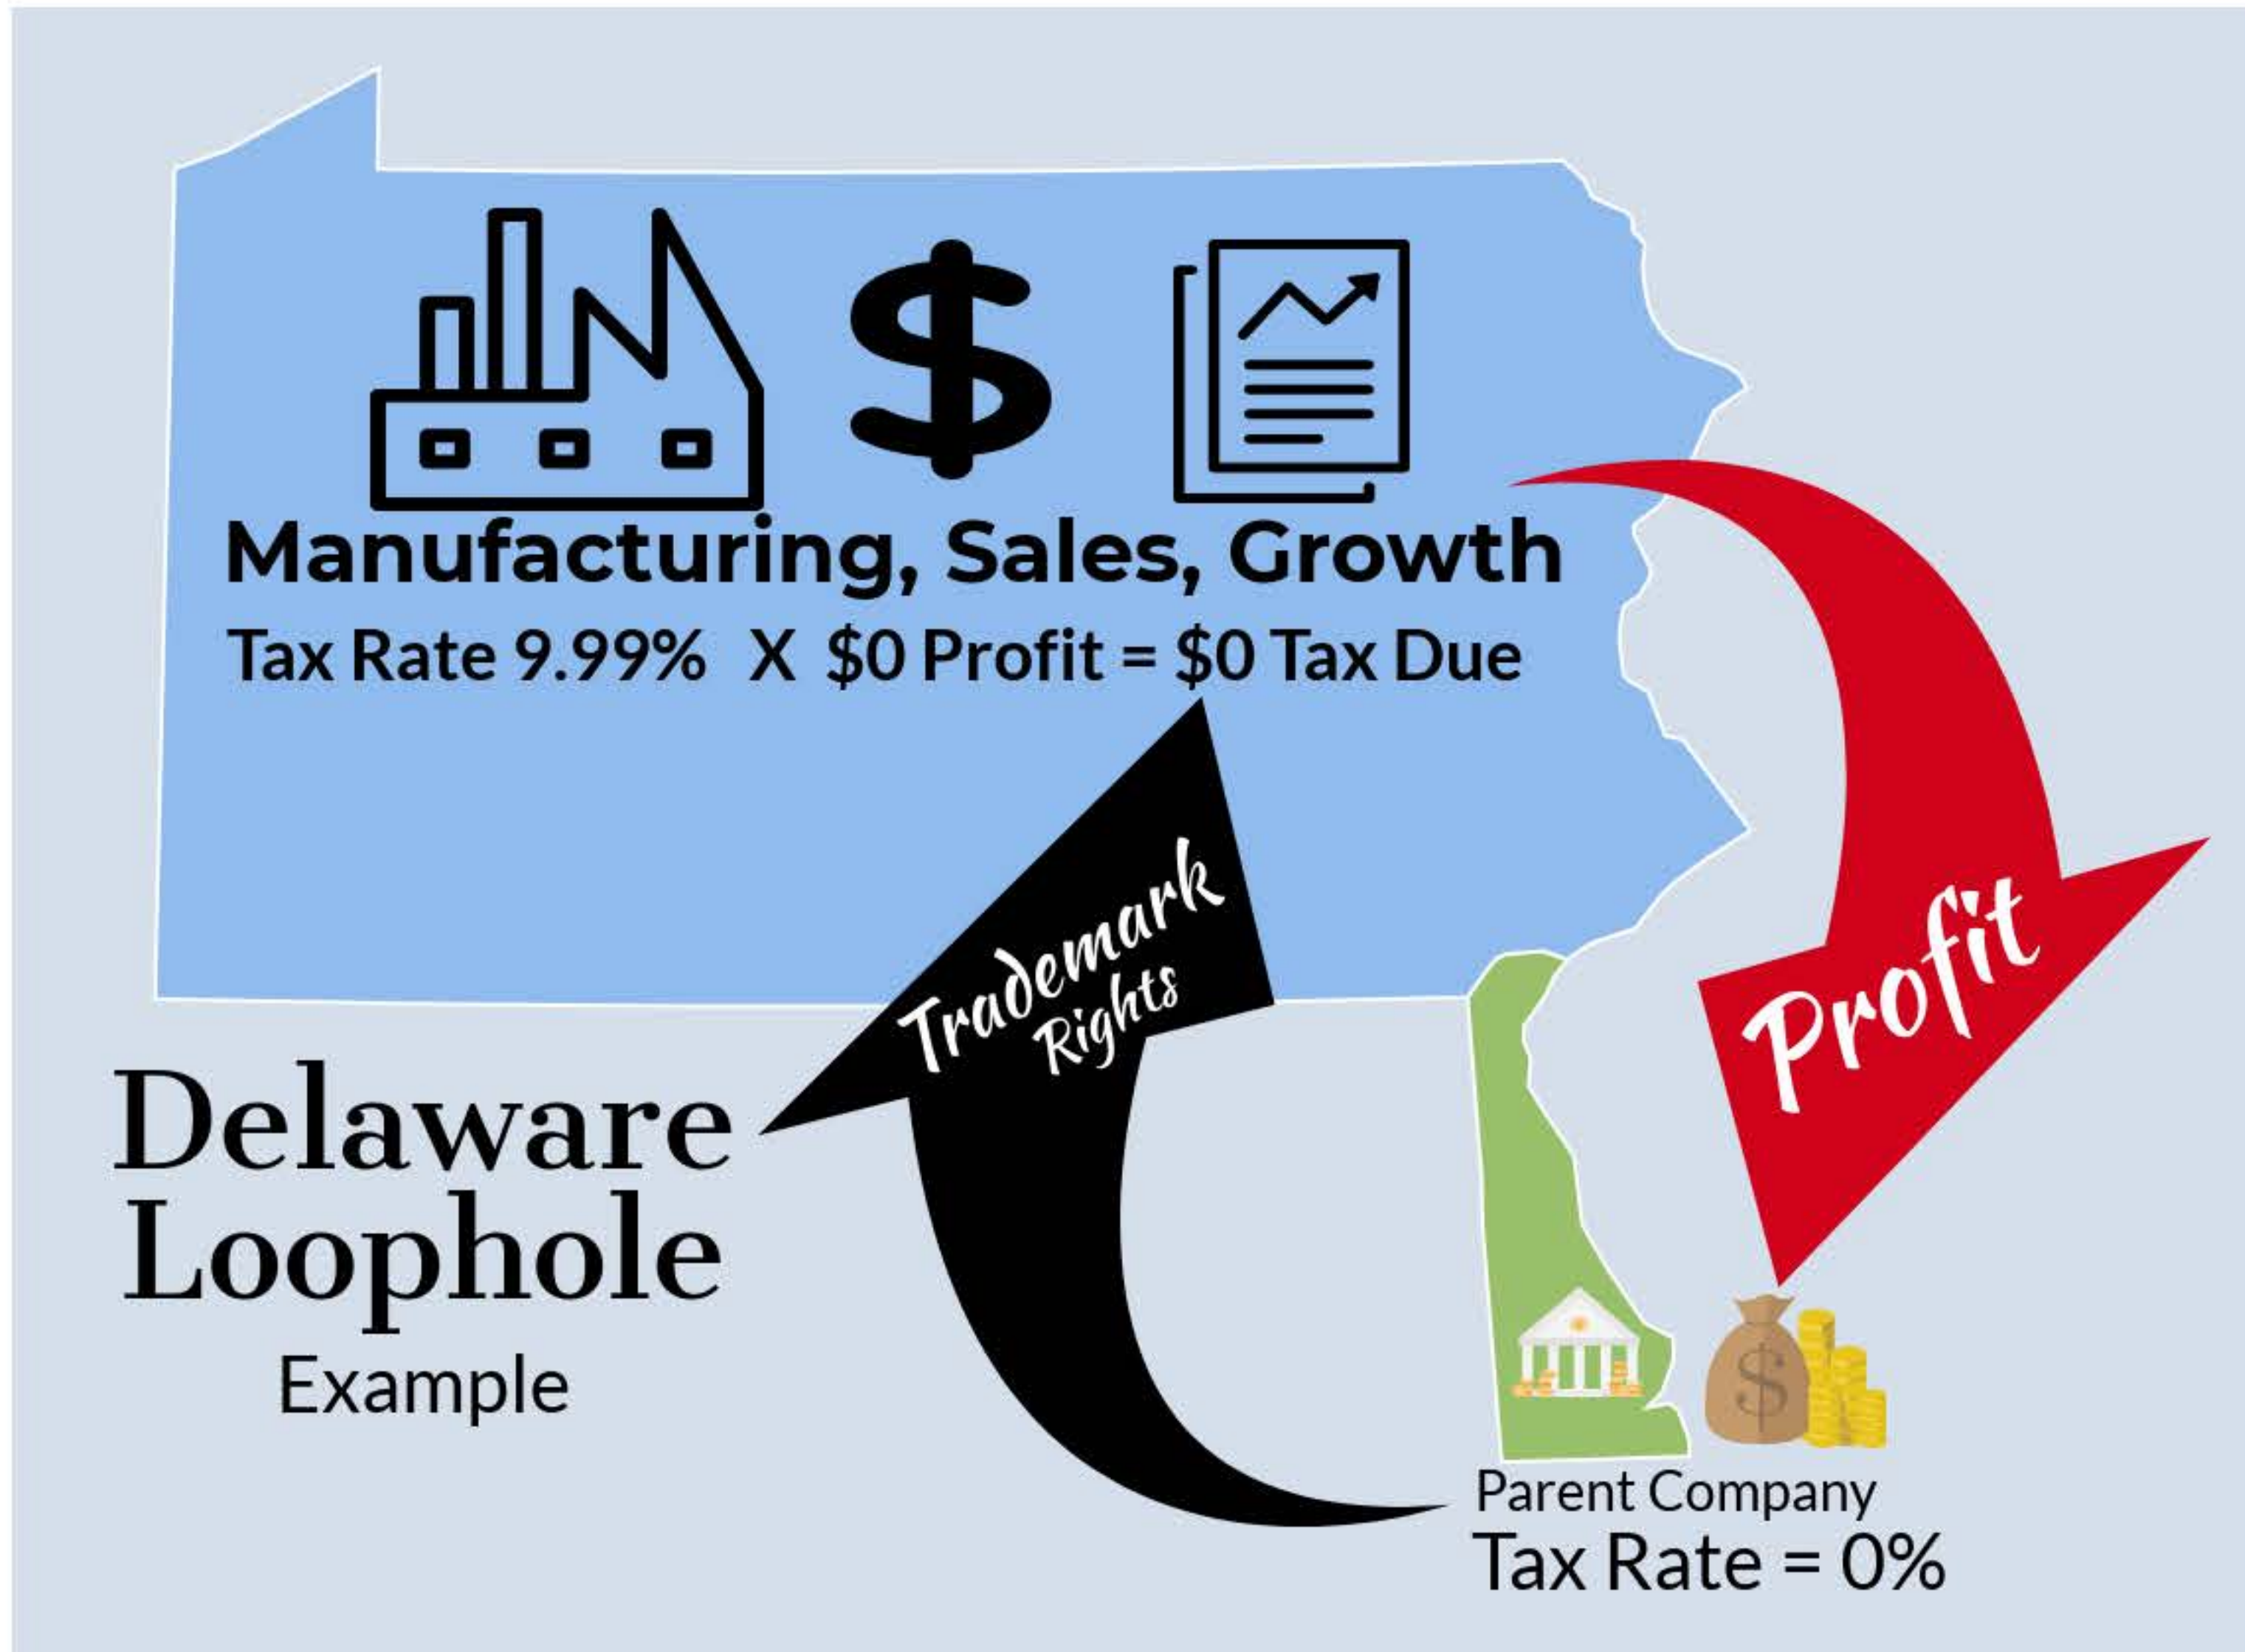 Manufacturing, Sales, Growth
Tax Rate 9.99% X $0 Profit = $0 Tax Due
Trademark
Rights
Profit
Delaware
Loophole
Example
$
Parent Company
Tax Rate = 0%